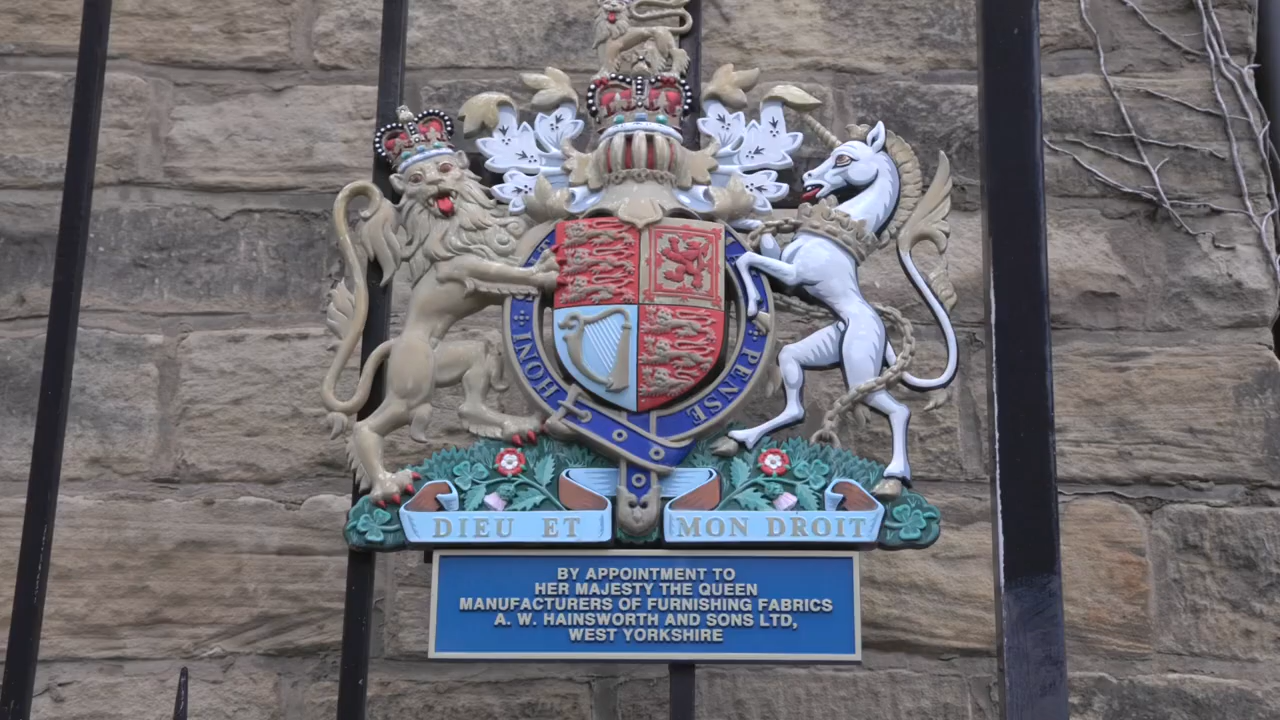 HONI
PENSE
DIEU ET
MON DROIT
BY APPOINTMENT TO
HER MAJESTY THE QUEEN
MANUFACTURERS OF FURNISHING FABRICS
A. W. HAINSWORTH AND SONS LTD,
WEST YORKSHIRE